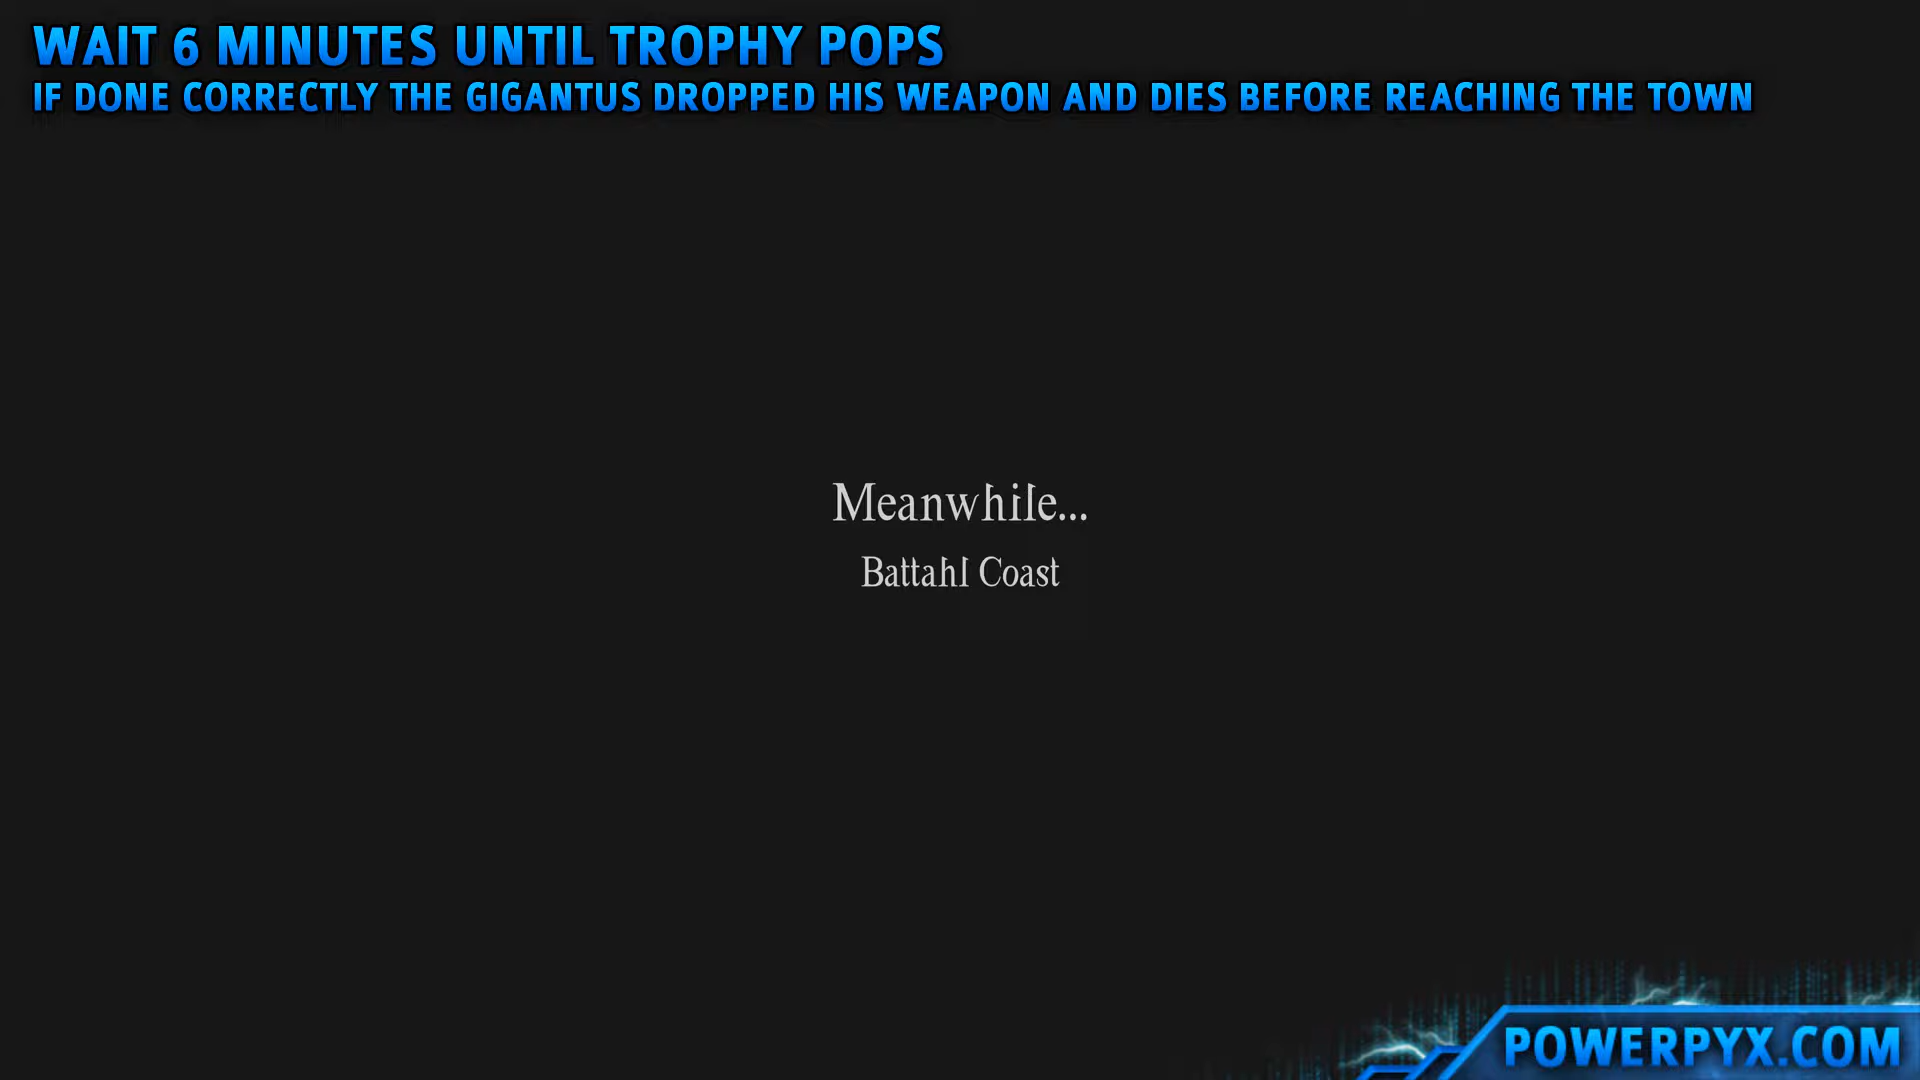 WAIT 6 MINUTES UNTIL TROPHY POPS
IF DONE CORRECTLY THE GIGANTUS DROPPED HIS WEAPON AND DIES BEFORE REACHING THE TOWN
Meanwhile...
Battahl Coast
POWERPYX.COM